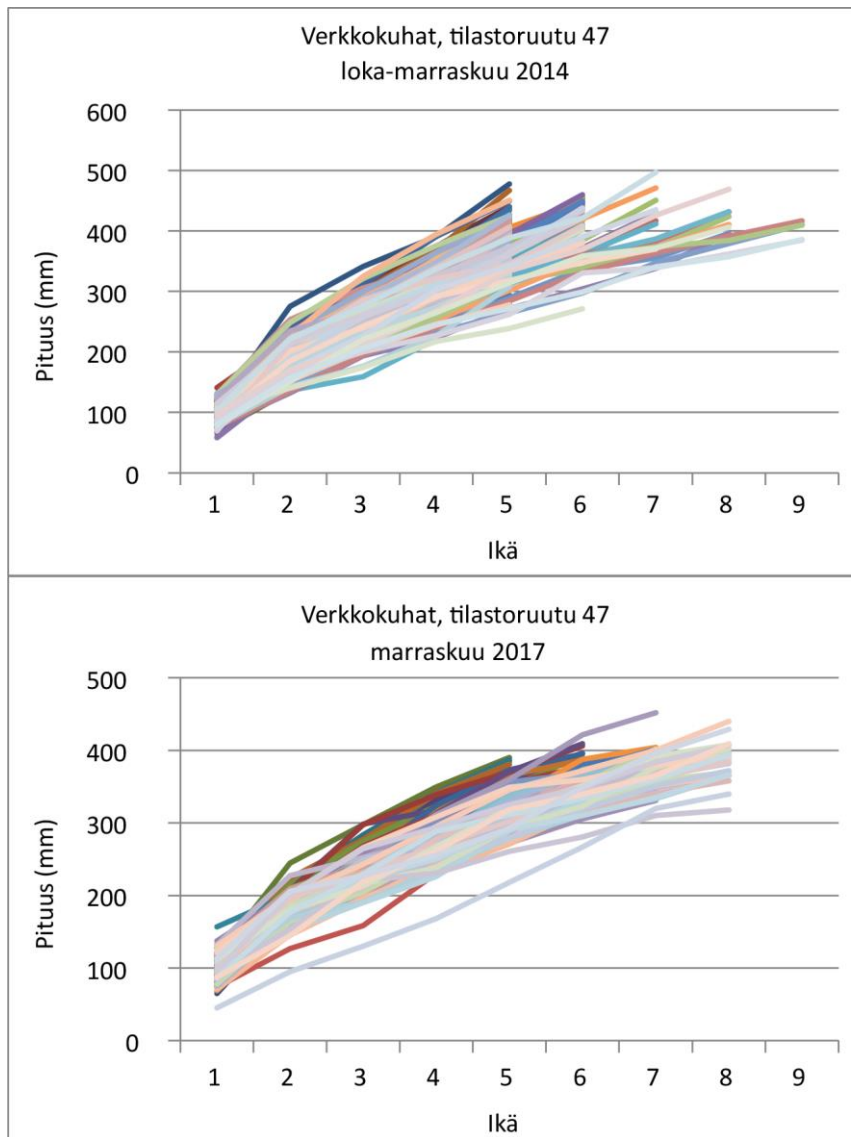 Verkkokuhat, tilastoruutu 47
loka-marraskuu 2014
600
500
400
300
200
100
0
Pituus (mm)
1 2 3 4 5 6 7 8 9
Ikä
Verkkokuhat, tilastoruutu 47
marraskuu 2017
500
400
300
200
100
0
Pituus (mm)
1 2 3 4 5 6 7 8 9
Ikä